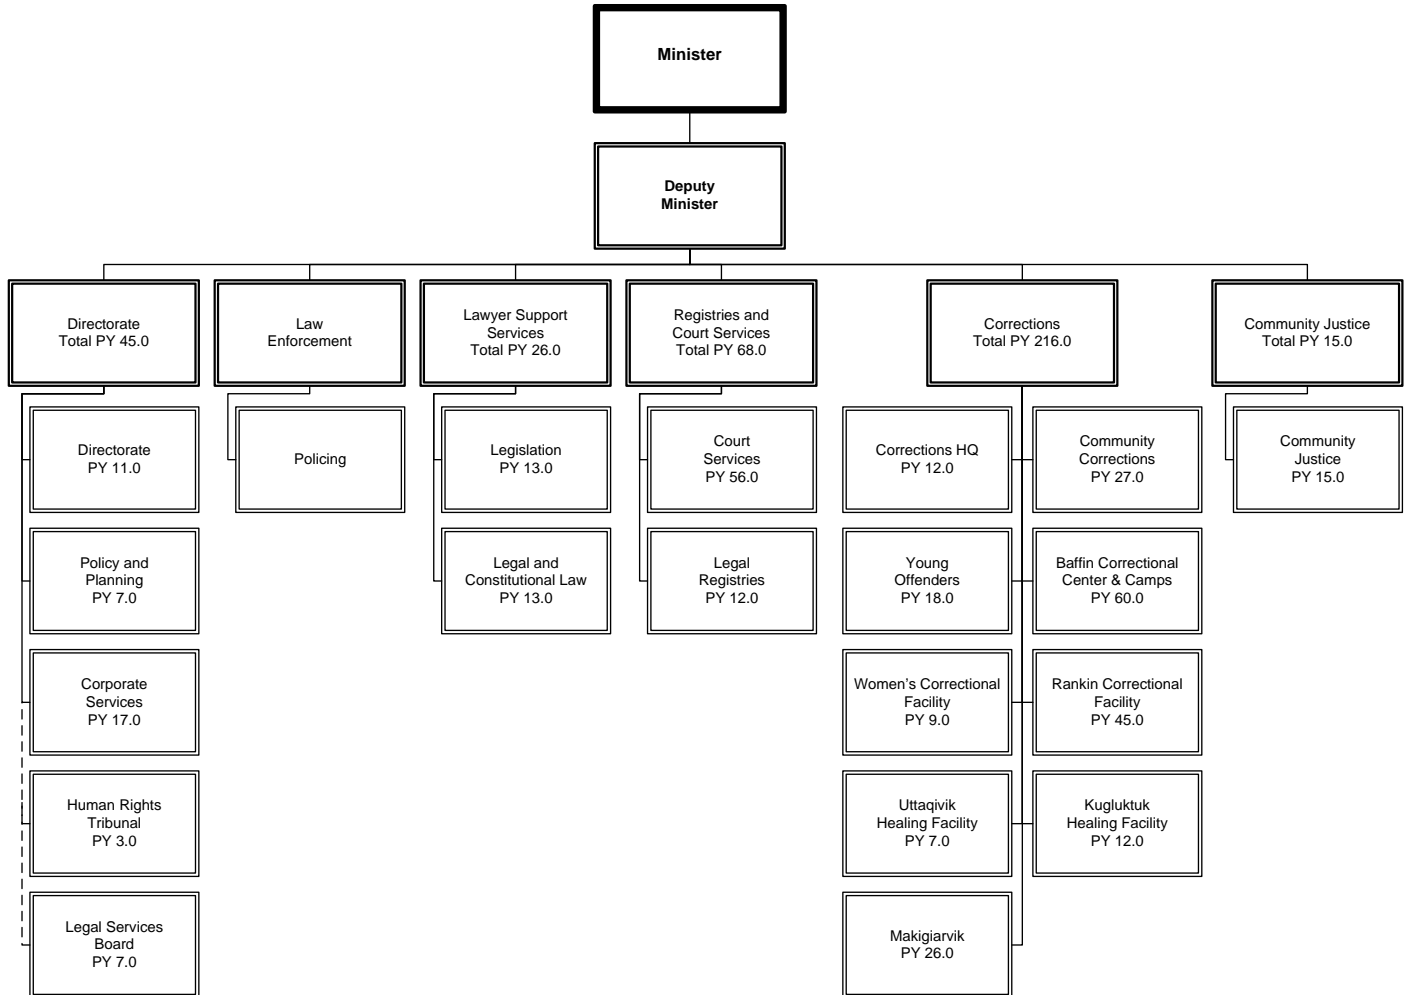 Minister
Deputy
Minister
Directorate
Total PY 45.0
Law
Enforcement
Lawyer Support
Services
Total PY 26.0
Registries and
Court Services
Total PY 68.0
Corrections
Total PY 216.0
Community Justice
Total PY 15.0
Directorate
PY 11.0
Policing
Legislation
PY 13.0
Court
Services
PY 56.0
Corrections HQ
PY 12.0
Community
Corrections
PY 27.0
Community
Justice
PY 15.0
Policy and
Planning
PY 7.0
Legal and
Constitutional Law
PY 13.0
Legal
Registries
PY 12.0
Young
Offenders
PY 18.0
Baffin Correctional
Center & Camps
PY 60.0
Corporate
Services
PY 17.0
Women's Correctional
Facility
PY 9.0
Rankin Correctional
Facility
PY 45.0
Human Rights
Tribunal
PY 3.0
Uttaqivik
Healing Facility
PY 7.0
Kugluktuk
Healing Facility
PY 12.0
Legal Services
Board
PY 7.0
Makigiarvik
PY 26.0